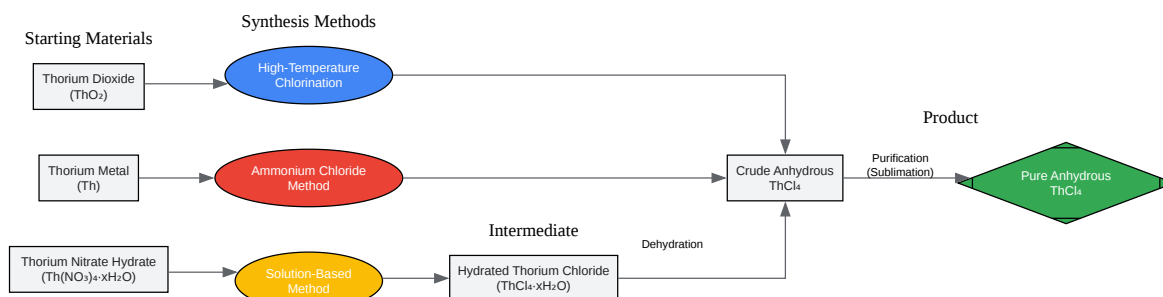 Synthesis Methods
Starting Materials
High-Temperature
Chlorination
Thorium Dioxide
(ThO₂)
Product
Purification
(Sublimation)
Ammonium Chloride
Method
Thorium Metal
(Th)
Crude Anhydrous
ThCl₄
Pure Anhydrous
ThCl₄
Intermediate
Dehydration
Thorium Nitrate Hydrate
(Th(NO₃)₄·xH₂O)
Solution-Based
Method
Hydrated Thorium Chloride
(ThCl₄·xH₂O)